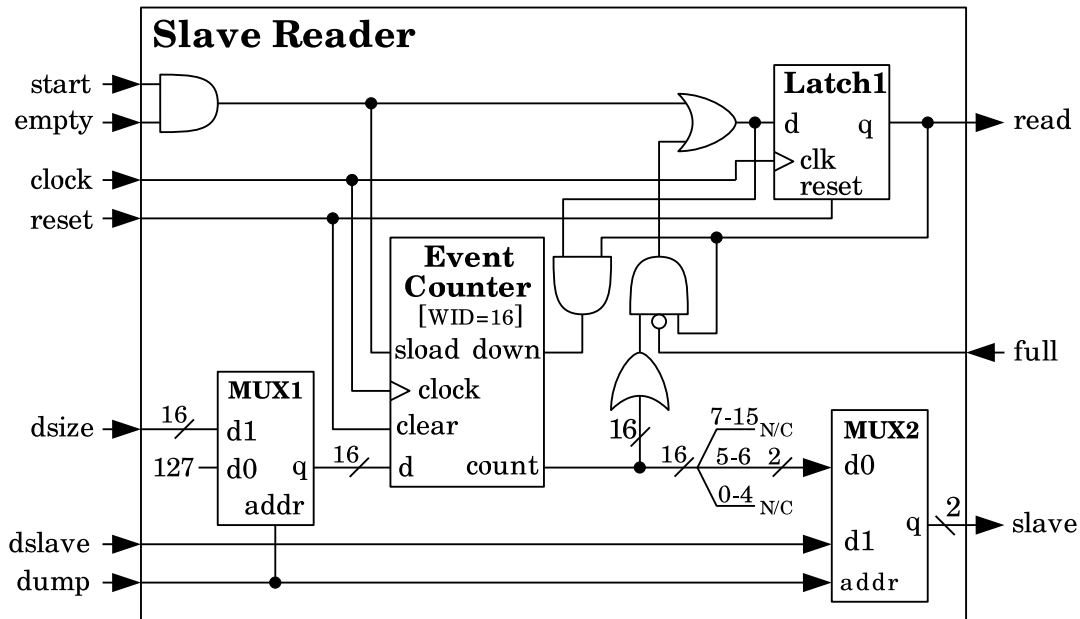 Slave Reader
start
empty
clock
reset
Latch1
d q
clk
reset
read
Event
Counter
[WID=16]
sload down
clock
clear
d count
full
MUX1
d1
d0 q
addr
dsize
16
127
16
16
16
7-15 N/C
5-6 2
0-4 N/C
MUX2
d0
q
d1
addr
2
slave
dslave
dump